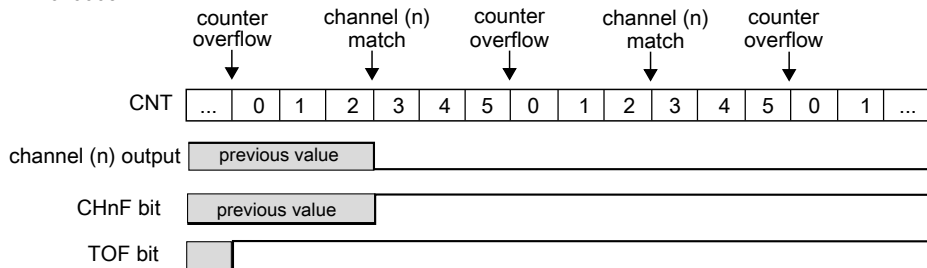 counter overflow
channel (n) match
counter overflow
channel (n) match
counter overflow
CNT ... 0 1 2 3 4 5 0 1 2 3 4 5 0 1 ...
channel (n) output previous value
CHnF bit previous value
TOF bit